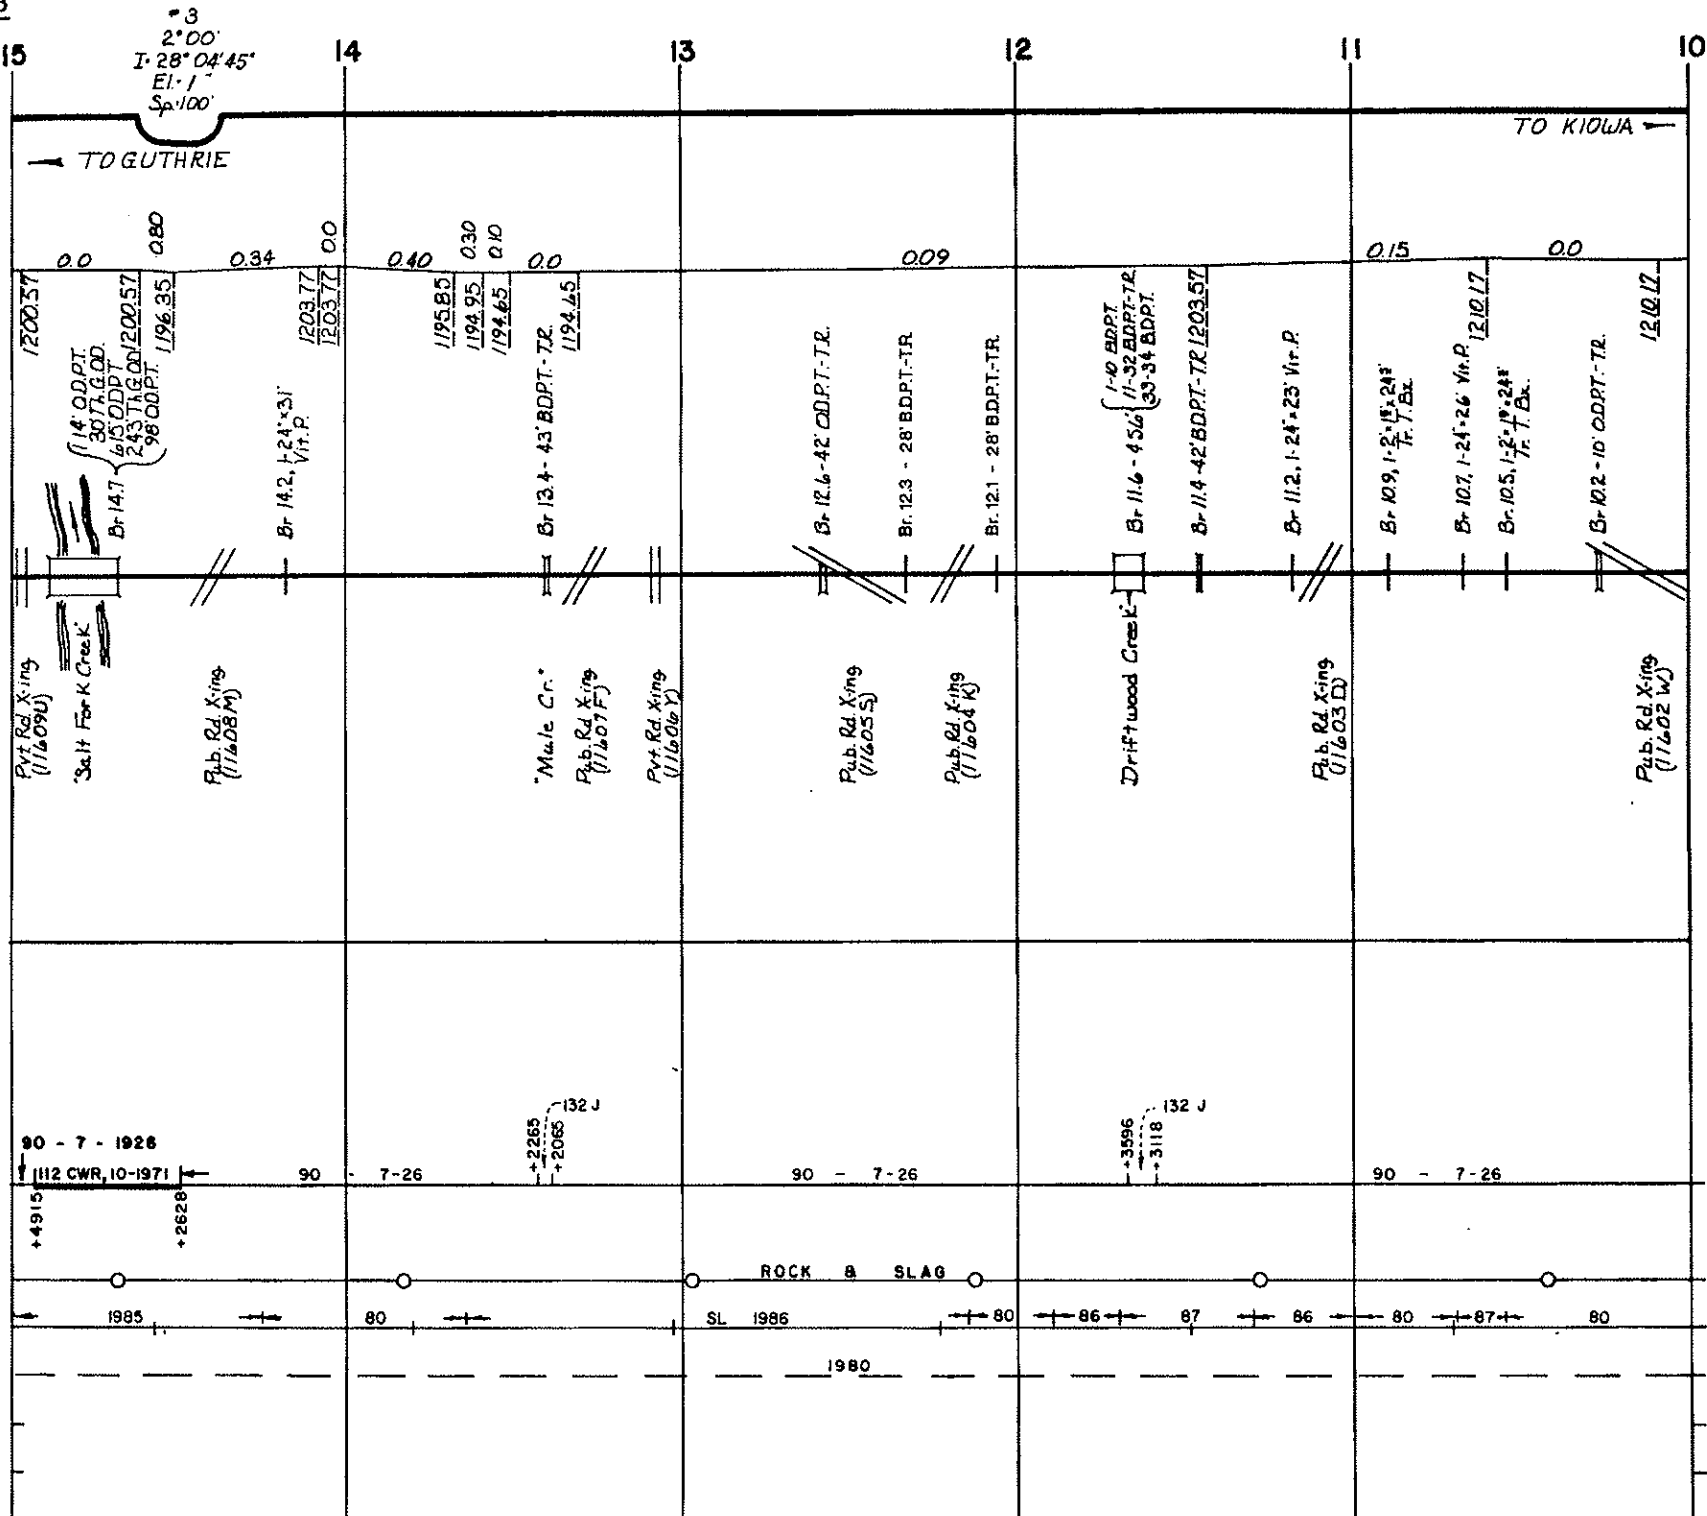 15
14
13
12
11
10
#3
2°00'
I-28°04'45"
El. 1"
Sp. 100'
TO GUTHRIE
TO KIOWA
0.0
0.80
0.34
0.0
0.40
0.30
0.10
0.0
0.09
0.15
0.0
1200.57
1200.57
1196.35
1203.77
1203.77
1195.85
1194.95
1194.65
1194.65
1203.57
1210.17
1210.17
Br 14.7
14' O.D.P.T.
30' Th.G.O.D.
615' O.D.P.T
243' Th.G.O.D
98' O.D.P.T.
Br 14.2, 1-24"x31'
Vit. P.
Br 13.4 - 43' B.D.P.T.-T.R.
Br 12.6-42' O.D.P.T.-T.R.
Br. 12.3 - 28' B.D.P.T.-T.R
Br. 12.1 - 28' B.D.P.T.-T.R.
Br 11.6 - 456'
1-10 B.D.P.T.
11-32 B.D.P.T-T.R
33-34 B.D.P.T.
Br 11.4 - 42' B.D.P.T.-T.R
Br 11.2, 1-24"x23' Vit. P.
Br 10.9, 1-2'
Tr. T. Bx.
Br 10.7, 1-24"x26' Vit. P.
Br. 10.5, 1-2'
Tr. T. Bx.
Br 10.2 - 10' O.D.P.T.-T.R.
Pvt Rd. X-ing
(11609U)
"Salt Fork Creek"
Pub. Rd. X-ing
(11608M)
"Mule Cr."
Pub. Rd. X-ing
(11607F)
Pvt Rd. X-ing
(11606Y)
Pub. Rd. X-ing
(11605S)
Pub. Rd. X-ing
(11604K)
Driftwood Creek
Pub. Rd. X-ing
(11603D)
Pub. Rd. X-ing
(11602W)
90 - 7 - 1926
112 CWR, 10-1971
+4915
+2628
90 - 7-26
+2265
+2065
132 J
90 - 7-26
+3596
+3118
132 J
90 - 7-26
ROCK & SLAG
1985
80
SL 1986
80
86
87
86
80
87
80
1980